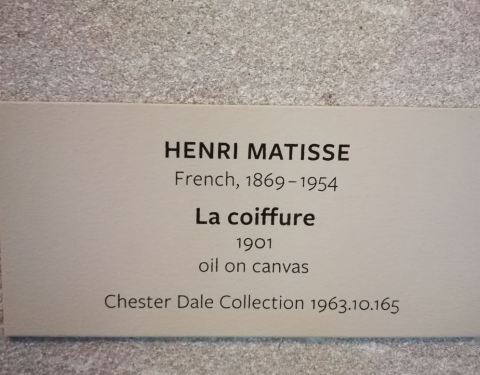 HENRI MATISSE
French, 1869–1954
La coiffure
1901
oil on canvas
Chester Dale Collection 1963.10.165